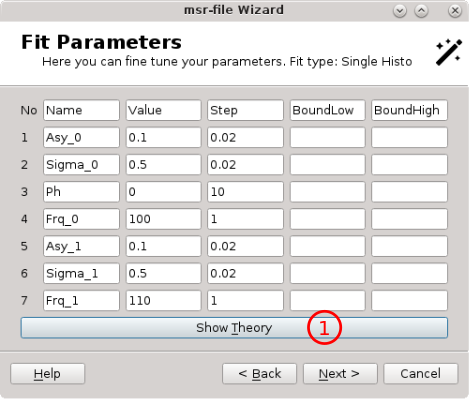 msr-file Wizard
Fit Parameters
Here you can fine tune your parameters. Fit type: Single Histo
No Name Value Step BoundLow BoundHigh
1 Asy_0 0.1 0.02
2 Sigma_0 0.5 0.02
3 Ph 0 10
4 Frq_0 100 1
5 Asy_1 0.1 0.02
6 Sigma_1 0.5 0.02
7 Frq_1 110 1
Show Theory 1
Help < Back Next > Cancel